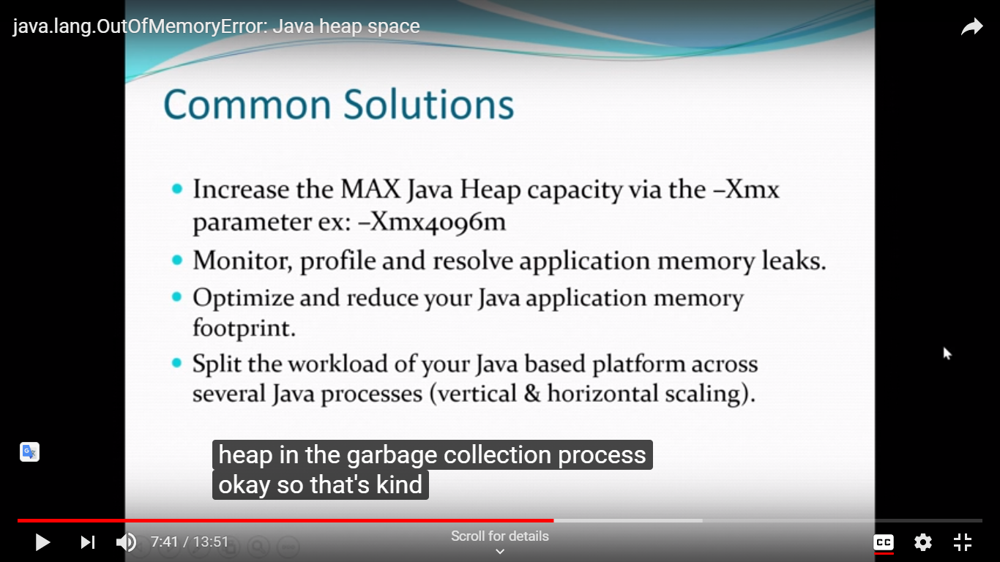 java.lang.OutOfMemoryError: Java heap space
Common Solutions
• Increase the MAX Java Heap capacity via the –Xmx
parameter ex: –Xmx4096m
• Monitor, profile and resolve application memory leaks.
• Optimize and reduce your Java application memory
footprint.
• Split the workload of your Java based platform across
several Java processes (vertical & horizontal scaling).
heap in the garbage collection process
okay so that's kind
7:41 / 13:51
Scroll for details
CC